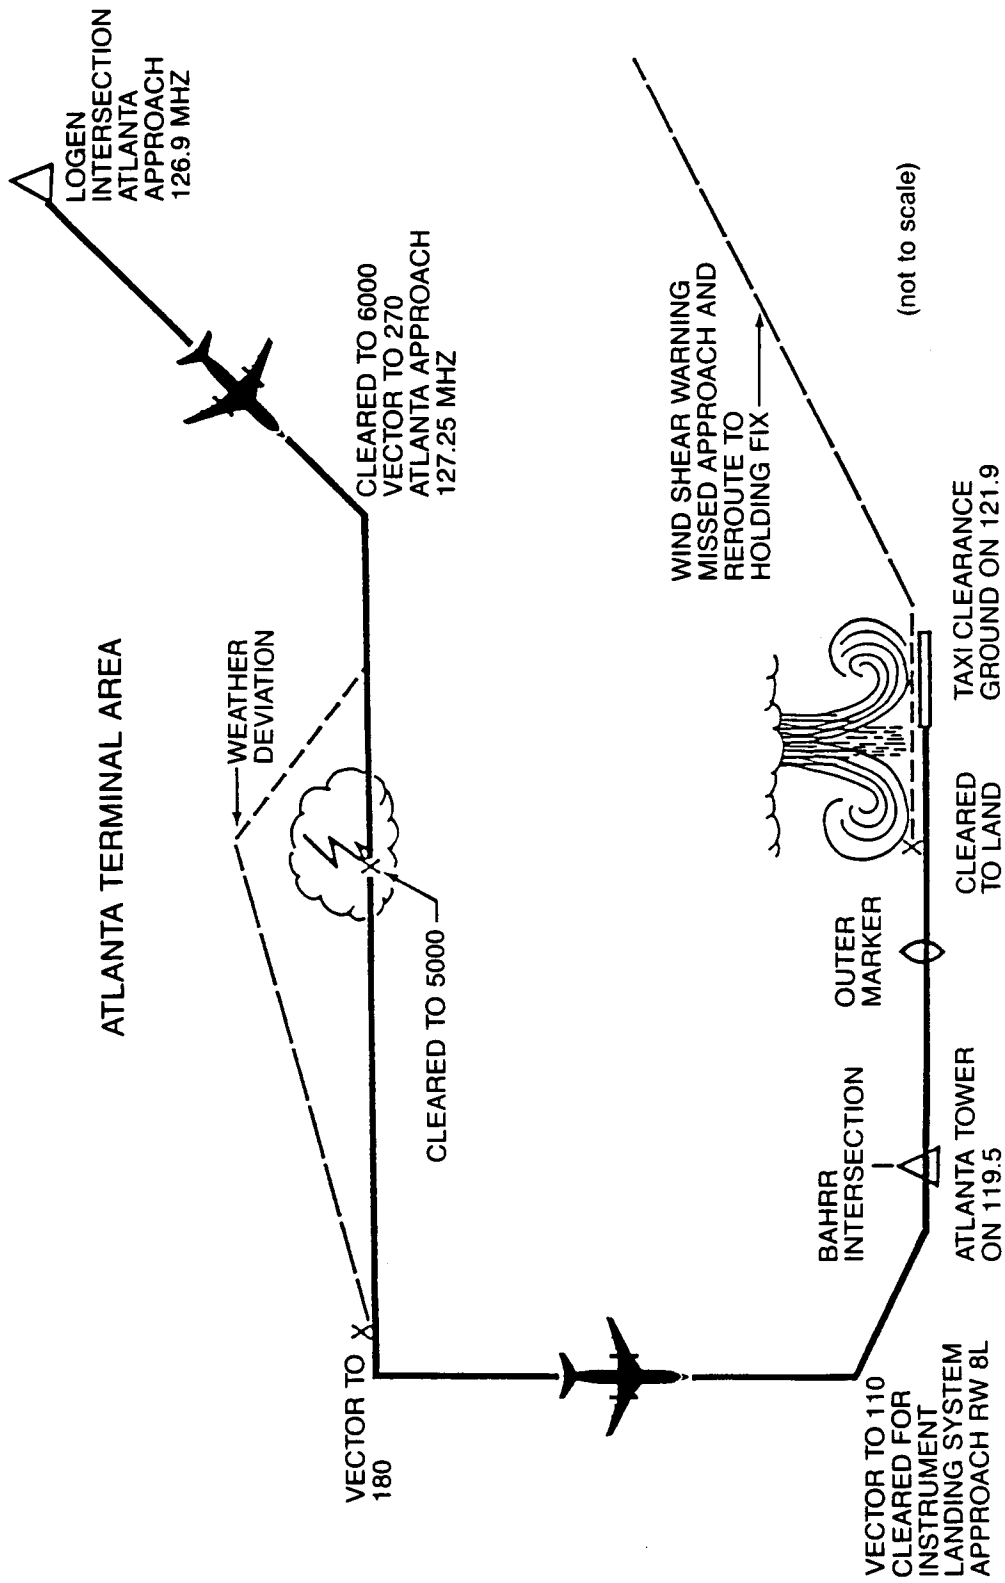 ATLANTA TERMINAL AREA
LOGEN
INTERSECTION
ATLANTA
APPROACH
126.9 MHZ
CLEARED TO 6000
VECTOR TO 270
ATLANTA APPROACH
127.25 MHZ
WEATHER
DEVIATION
CLEARED TO 5000
VECTOR TO
180
VECTOR TO 110
CLEARED FOR
INSTRUMENT
LANDING SYSTEM
APPROACH RW 8L
BAHRR
INTERSECTION
ATLANTA TOWER
ON 119.5
OUTER
MARKER
CLEARED
TO LAND
TAXI CLEARANCE
GROUND ON 121.9
WIND SHEAR WARNING
MISSED APPROACH AND
REROUTE TO
HOLDING FIX
(not to scale)